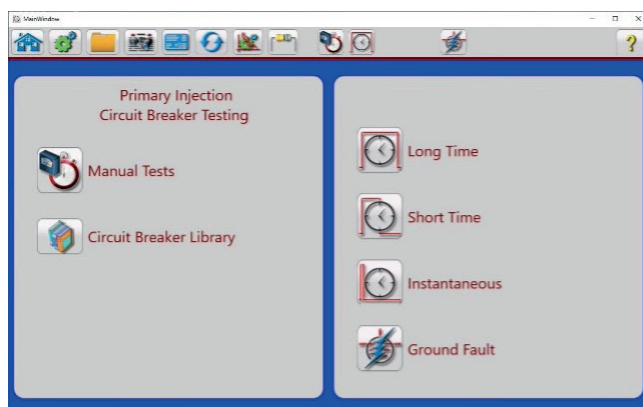 MainWindow
Primary Injection
Circuit Breaker Testing
Manual Tests
Circuit Breaker Library
Long Time
Short Time
Instantaneous
Ground Fault